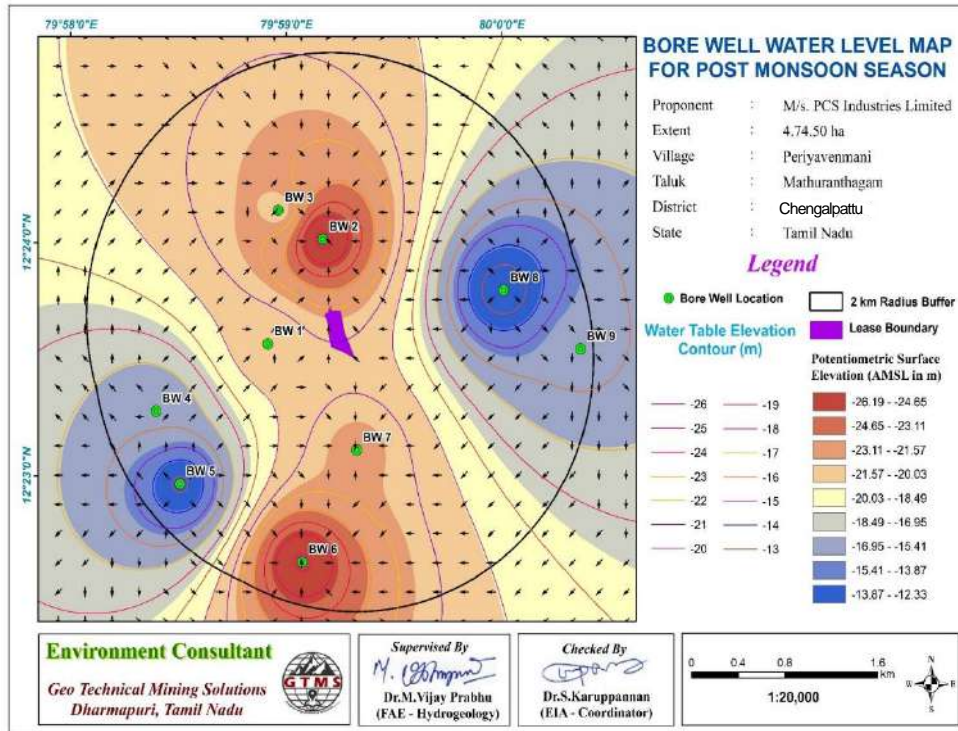 79°58'0"E
79°59'0"E
80°0'0"E
12°24'0"N
12°23'0"N
BW 3
BW 2
BW 8
BW 1
BW 9
BW 4
BW 7
BW 5
BW 6
BORE WELL WATER LEVEL MAP
FOR POST MONSOON SEASON
Proponent : M/s. PCS Industries Limited
Extent : 4.74.50 ha
Village : Periyavenmani
Taluk : Mathuranthagam
District : Chengalpattu
State : Tamil Nadu
Legend
Bore Well Location
2 km Radius Buffer
Lease Boundary
Water Table Elevation
Contour (m)
-26
-25
-24
-23
-22
-21
-20
-19
-18
-17
-16
-15
-14
-13
Potentiometric Surface
Elevation (AMSL in m)
-26.19 - -24.65
-24.65 - -23.11
-23.11 - -21.57
-21.57 - -20.03
-20.03 - -18.49
-18.49 - -16.95
-16.95 - -15.41
-15.41 - -13.87
-13.87 - -12.33
Environment Consultant
Geo Technical Mining Solutions
Dharmapuri, Tamil Nadu
GTMS
Supervised By
Dr.M.Vijay Prabhu
(FAE - Hydrogeology)
Checked By
Dr.S.Karuppannan
(EIA - Coordinator)
0 0.4 0.8 1.6
km
1:20,000
N
W E
S